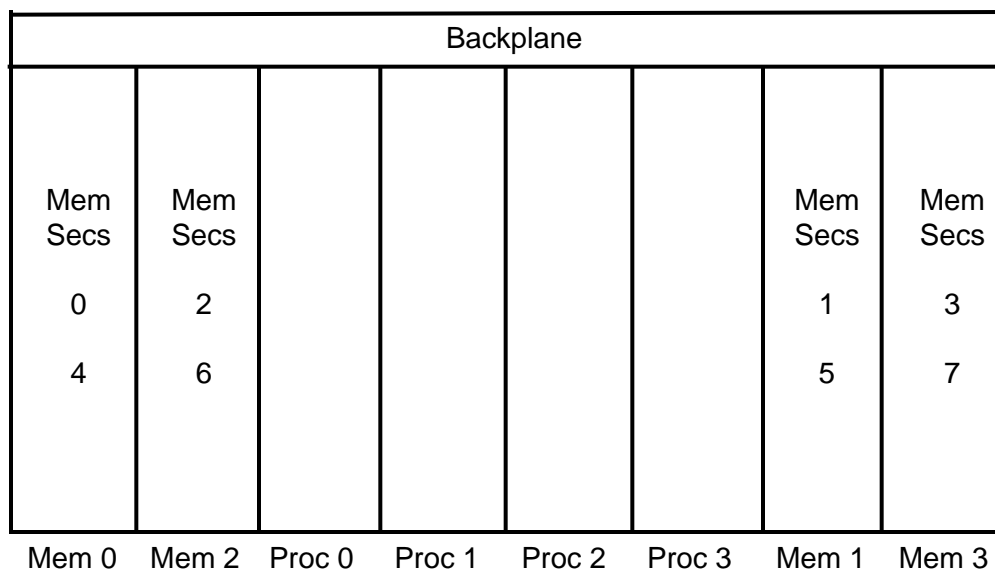 Backplane
Mem Mem Mem Mem
Secs Secs Secs Secs
0 2 1 3
4 6 5 7
Mem 0 Mem 2 Proc 0 Proc 1 Proc 2 Proc 3 Mem 1 Mem 3